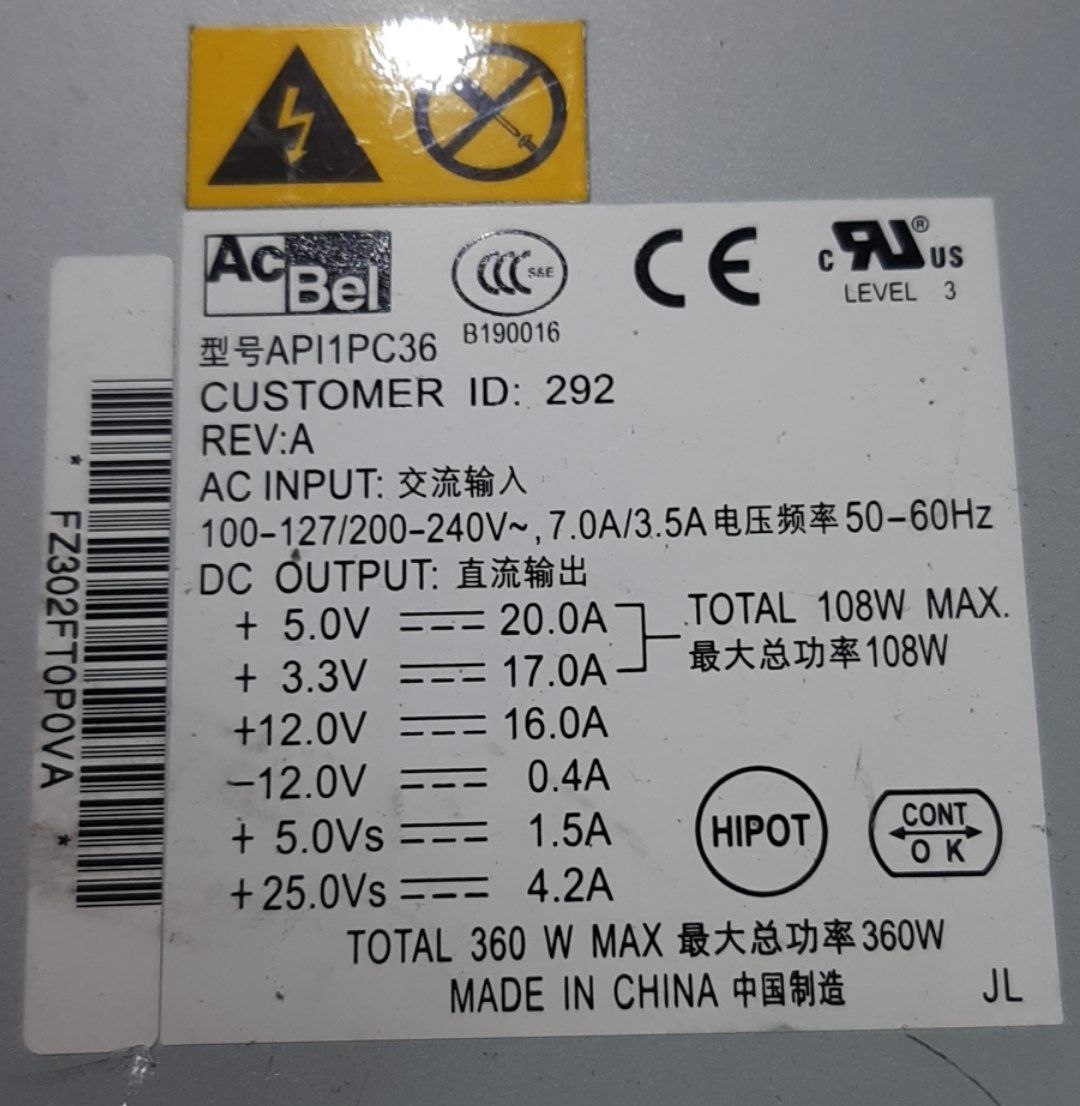 AcBel
S&E
CE
c RU ® US
LEVEL 3
B190016
型号API1PC36
CUSTOMER ID: 292
REV:A
AC INPUT: 交流输入
100-127/200-240V~, 7.0A/3.5A 电压频率 50-60Hz
DC OUTPUT: 直流输出
+ 5.0V 20.0A TOTAL 108W MAX.
+ 3.3V 17.0A 最大总功率108W
+12.0V 16.0A
-12.0V 0.4A
+ 5.0Vs 1.5A
+25.0Vs 4.2A
HIPOT
CONT
OK
TOTAL 360 W MAX 最大总功率360W
MADE IN CHINA 中国制造 JL
* FZ302FT0P0VA *